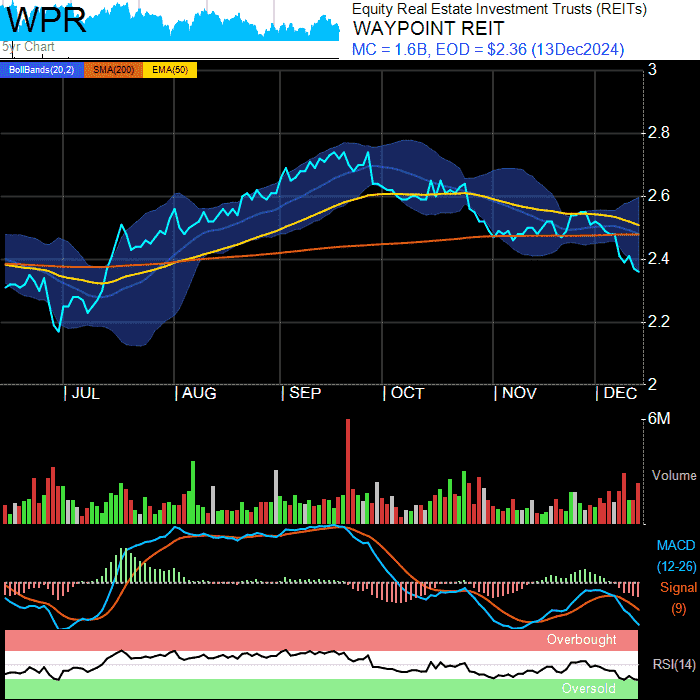 WPR
5yr Chart
Equity Real Estate Investment Trusts (REITs)
WAYPOINT REIT
MC = 1.6B, EOD = $2.36 (13Dec2024)
BollBands(20,2) SMA(200) EMA(50)
3
2.8
2.6
2.4
2.2
2
JUL AUG SEP OCT NOV DEC
6M
Volume
MACD
(12-26)
Signal
(9)
Overbought
RSI(14)
Oversold